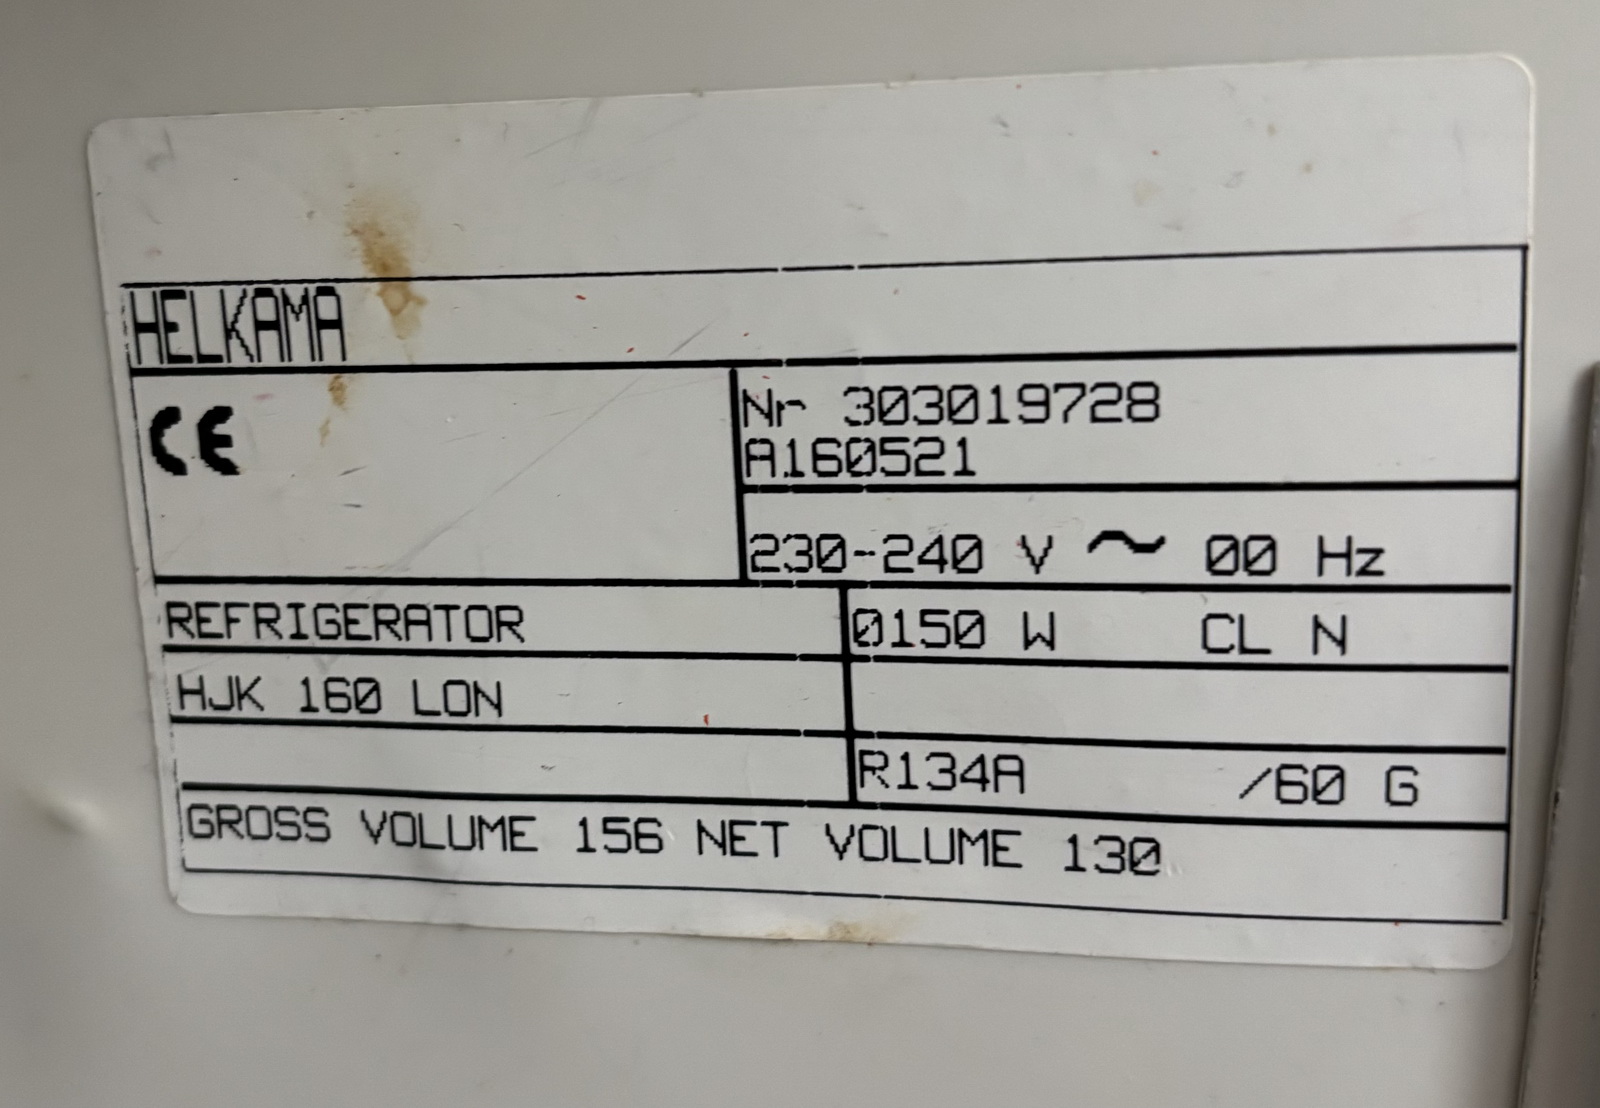 HELKAMA
CE
Nr 303019728
A160521
230-240 V ~ 00 Hz
REFRIGERATOR 0150 W CL N
HJK 160 LON
R134A /60 G
GROSS VOLUME 156 NET VOLUME 130